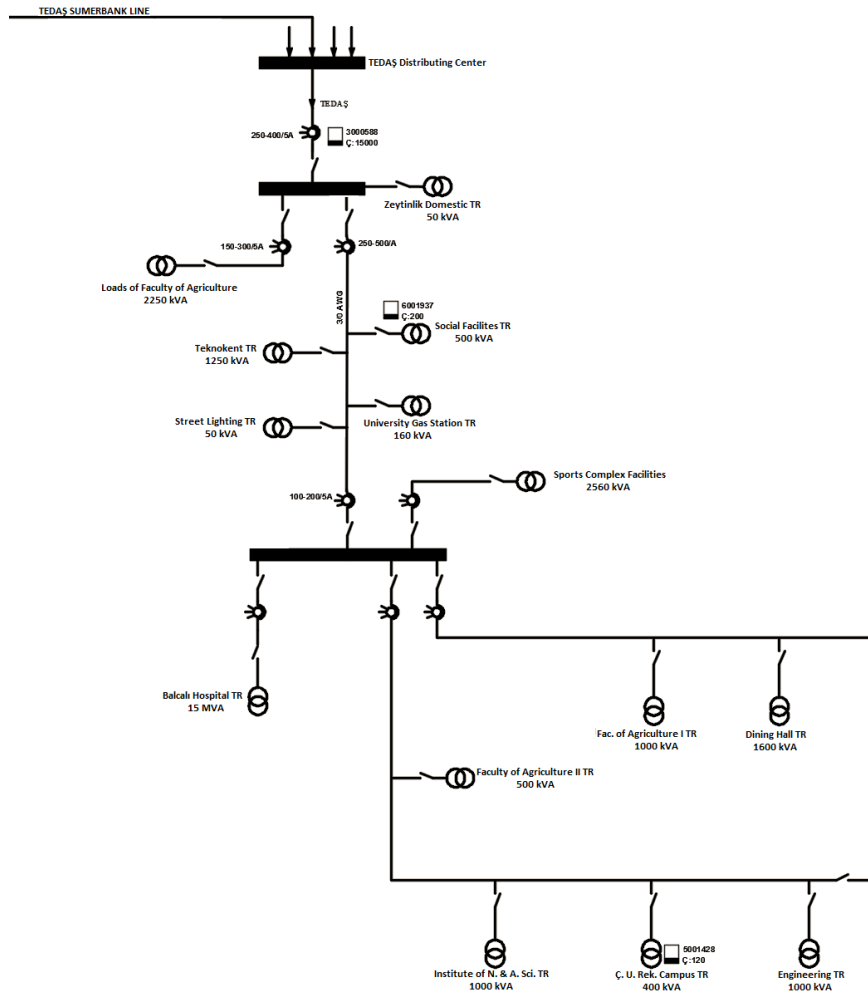 TEDAŞ SUMERBANK LINE
TEDAŞ Distributing Center
TEDAŞ
250-400/5A
3000588
Ç:15000
Zeytinlik Domestic TR
50 kVA
150-300/5A
250-500/A
Loads of Faculty of Agriculture
2250 kVA
3/0 AWG
6001937
Ç:200
Social Facilites TR
500 kVA
Teknokent TR
1250 kVA
Street Lighting TR
50 kVA
University Gas Station TR
160 kVA
Sports Complex Facilities
2560 kVA
100-200/5A
Balcalı Hospital TR
15 MVA
Fac. of Agriculture I TR
1000 kVA
Dining Hall TR
1600 kVA
Faculty of Agriculture II TR
500 kVA
5001428
Ç:120
Institute of N. & A. Sci. TR
1000 kVA
Ç. U. Rek. Campus TR
400 kVA
Engineering TR
1000 kVA